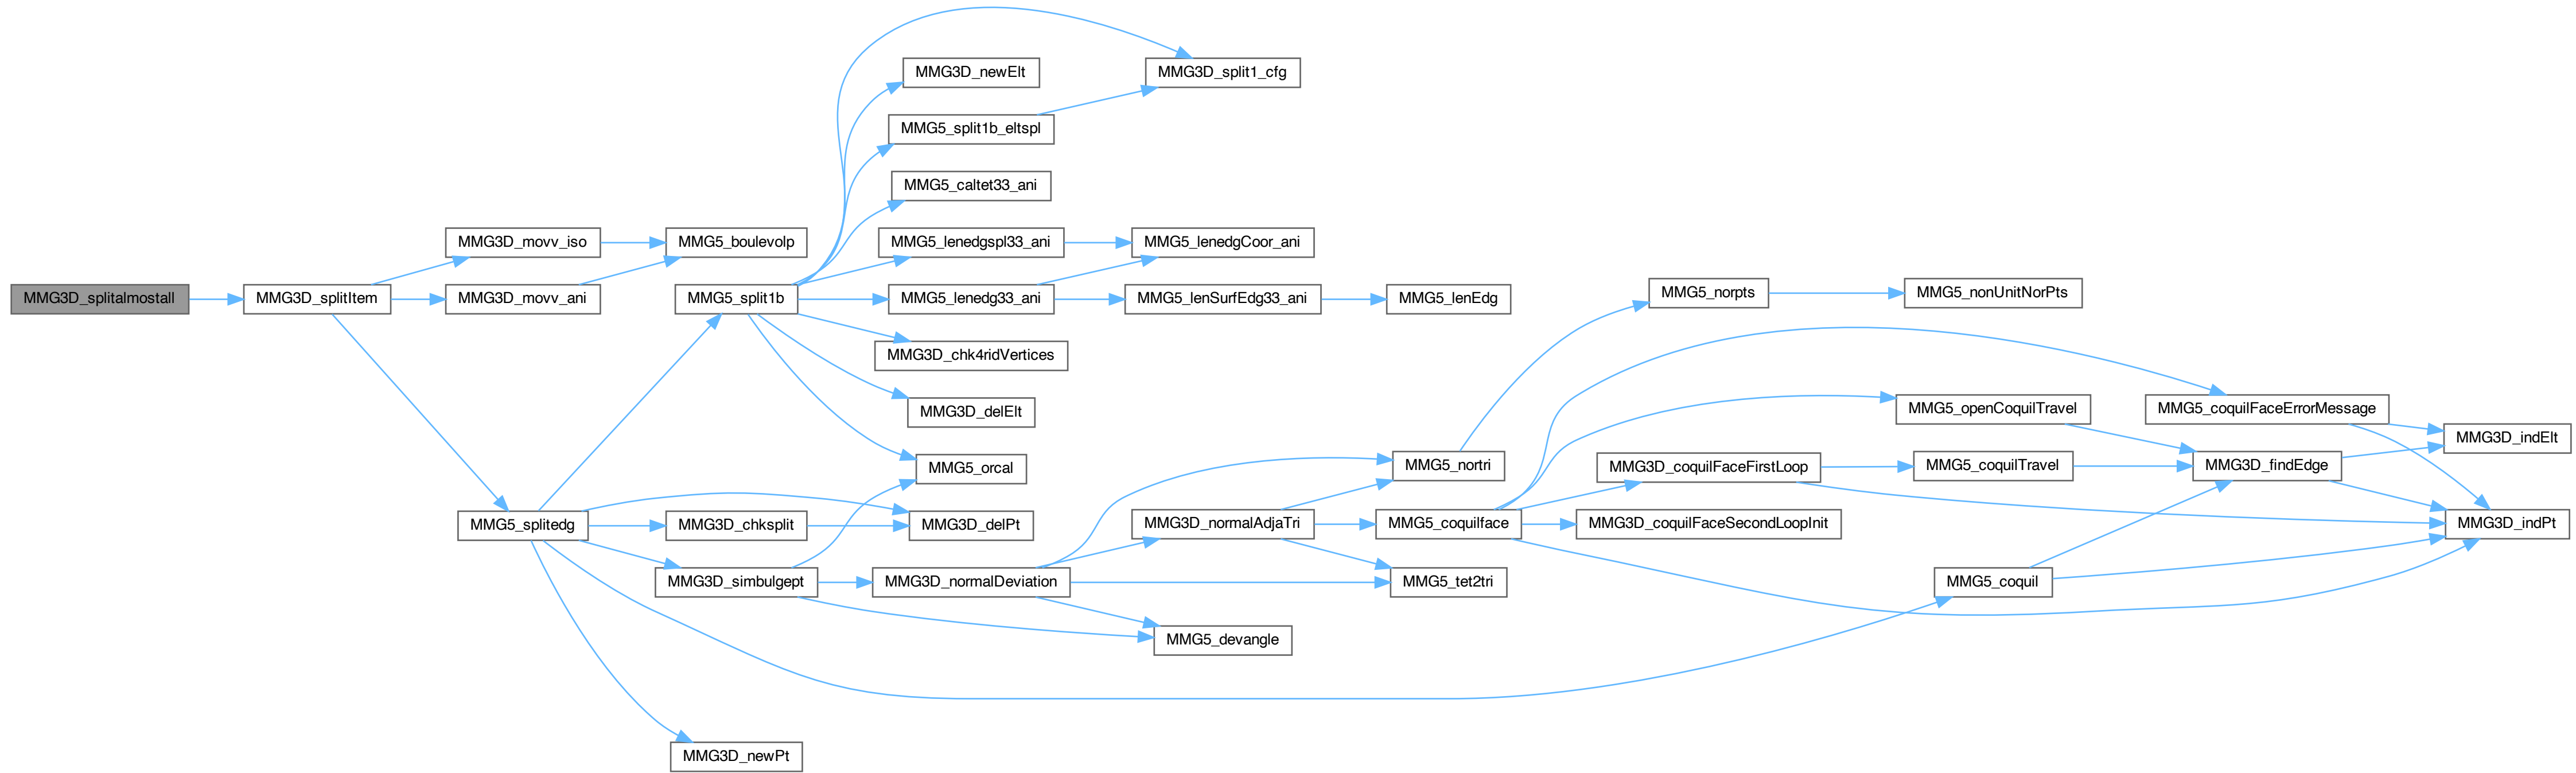 MMG3D_splitalmostall
MMG3D_splitItem
MMG3D_movv_iso
MMG3D_movv_ani
MMG5_boulevolp
MMG5_splitedg
MMG5_split1b
MMG3D_chksplit
MMG3D_simbulgept
MMG3D_newPt
MMG3D_newElt
MMG5_split1b_eltspl
MMG5_caltet33_ani
MMG5_lenedgspl33_ani
MMG5_lenedg33_ani
MMG3D_chk4ridVertices
MMG3D_delElt
MMG5_orcal
MMG3D_delPt
MMG3D_normalDeviation
MMG3D_split1_cfg
MMG5_lenedgCoor_ani
MMG5_lenSurfEdg33_ani
MMG5_lenEdg
MMG3D_normalAdjaTri
MMG5_devangle
MMG5_nortri
MMG5_coquilface
MMG5_tet2tri
MMG5_norpts
MMG5_nonUnitNorPts
MMG3D_coquilFaceFirstLoop
MMG3D_coquilFaceSecondLoopInit
MMG5_openCoquilTravel
MMG5_coquilTravel
MMG5_coquil
MMG5_coquilFaceErrorMessage
MMG3D_findEdge
MMG3D_indElt
MMG3D_indPt